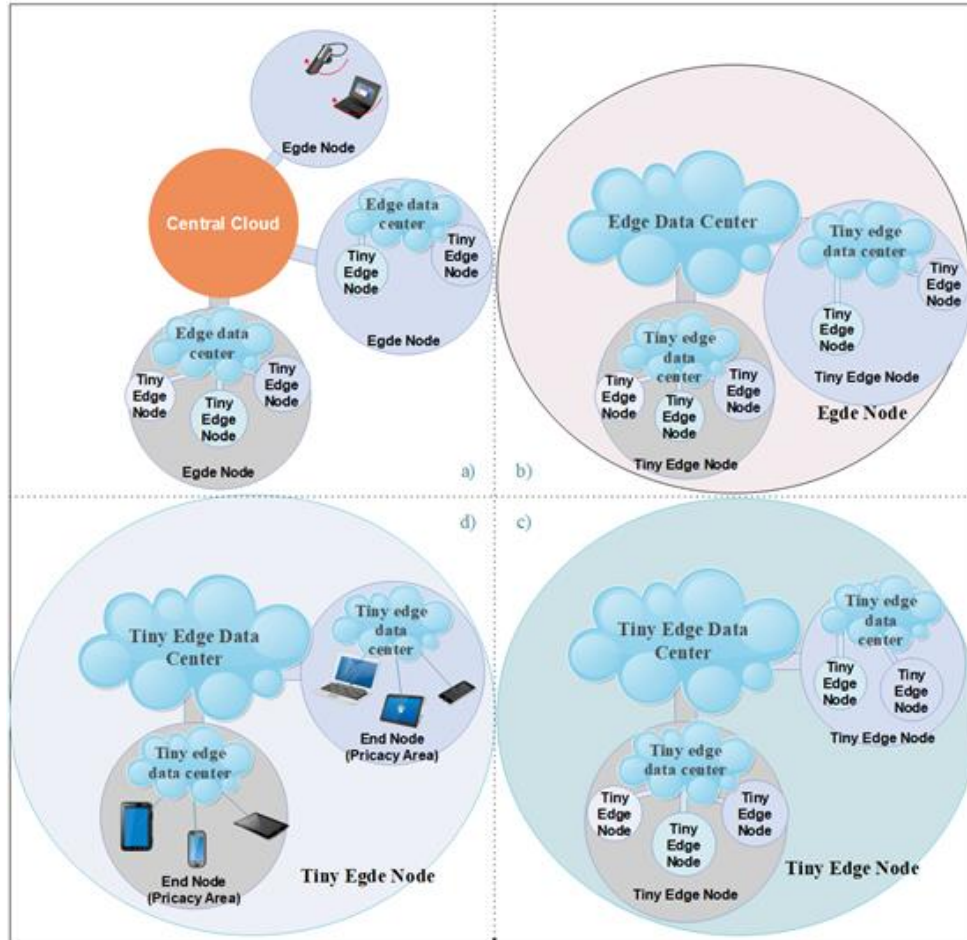 Egde Node
Central Cloud
Edge data
center
Tiny
Edge
Node
Tiny
Edge
Node
Egde Node
Edge data
center
Tiny
Edge
Node
Tiny
Edge
Node
Tiny
Edge
Node
Egde Node
a)
Edge Data Center
Tiny edge
data center
Tiny
Edge
Node
Tiny
Edge
Node
Tiny Edge Node
Tiny edge
data
center
Tiny
Edge
Node
Tiny
Edge
Node
Tiny
Edge
Node
Tiny Edge Node
Egde Node
b)
d)
Tiny Edge Data
Center
Tiny edge
data
center
End Node
(Pricacy Area)
Tiny edge
data center
End Node
(Pricacy Area)
Tiny Egde Node
c)
Tiny Edge Data
Center
Tiny edge
data
center
Tiny
Edge
Node
Tiny
Edge
Node
Tiny Edge Node
Tiny edge
data center
Tiny
Edge
Node
Tiny
Edge
Node
Tiny
Edge
Node
Tiny Edge Node
Tiny Edge Node